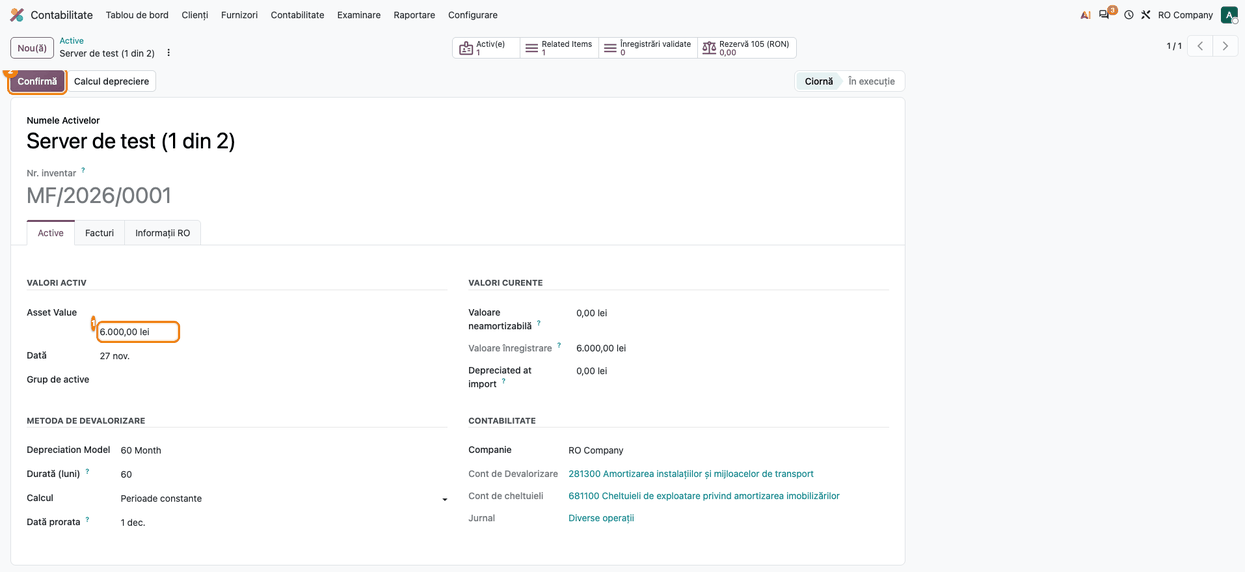 Contabilitate Tablou de bord Clienți Furnizori Contabilitate Examinare Raportare Configurare AI 3 RO Company A
Nou(ă) Active
Server de test (1 din 2)
Activ(e) 1
Related Items 1
Înregistrări validate 0
Rezervă 105 (RON) 0,00
1 / 1
Confirmă Calcul depreciere Ciornă În execuție
Numele Activelor
Server de test (1 din 2)
Nr. inventar ?
MF/2026/0001
Active Facturi Informații RO
VALORI ACTIV
Asset Value
1
6.000,00 lei
Dată 27 nov.
Grup de active
VALORI CURENTE
Valoare neamortizabilă ? 0,00 lei
Valoare înregistrare ? 6.000,00 lei
Depreciated at import ? 0,00 lei
METODA DE DEVALORIZARE
Depreciation Model 60 Month
Durată (luni) ? 60
Calcul Perioade constante
Dată prorata ? 1 dec.
CONTABILITATE
Companie RO Company
Cont de Devalorizare 281300 Amortizarea instalațiilor și mijloacelor de transport
Cont de cheltuieli 681100 Cheltuieli de exploatare privind amortizarea imobilizărilor
Jurnal Diverse operații